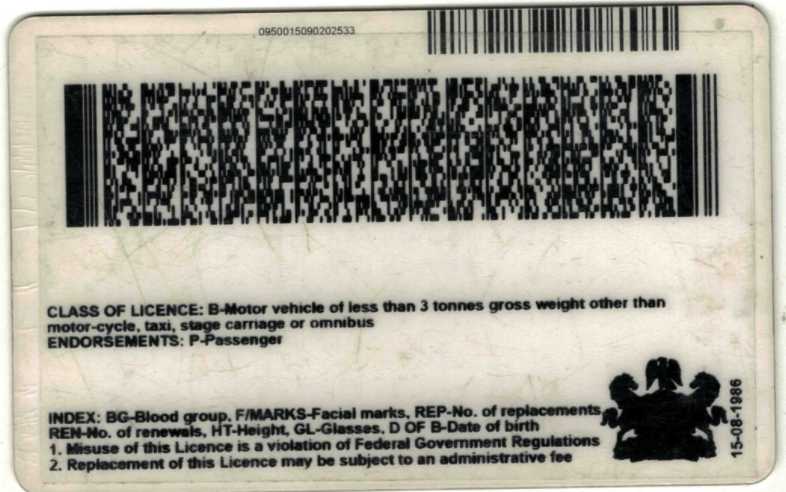 0950015090202533
CLASS OF LICENCE: B-Motor vehicle of less than 3 tonnes gross weight other than
motor-cycle, taxi, stage carriage or omnibus
ENDORSEMENTS: P-Passenger
INDEX: BG-Blood group, F/MARKS-Facial marks, REP-No. of replacements
REN-No. of renewals, HT-Height, GL-Glasses, D OF B-Date of birth
1. Misuse of this Licence is a violation of Federal Government Regulations
2. Replacement of this Licence may be subject to an administrative fee
15-08-1986